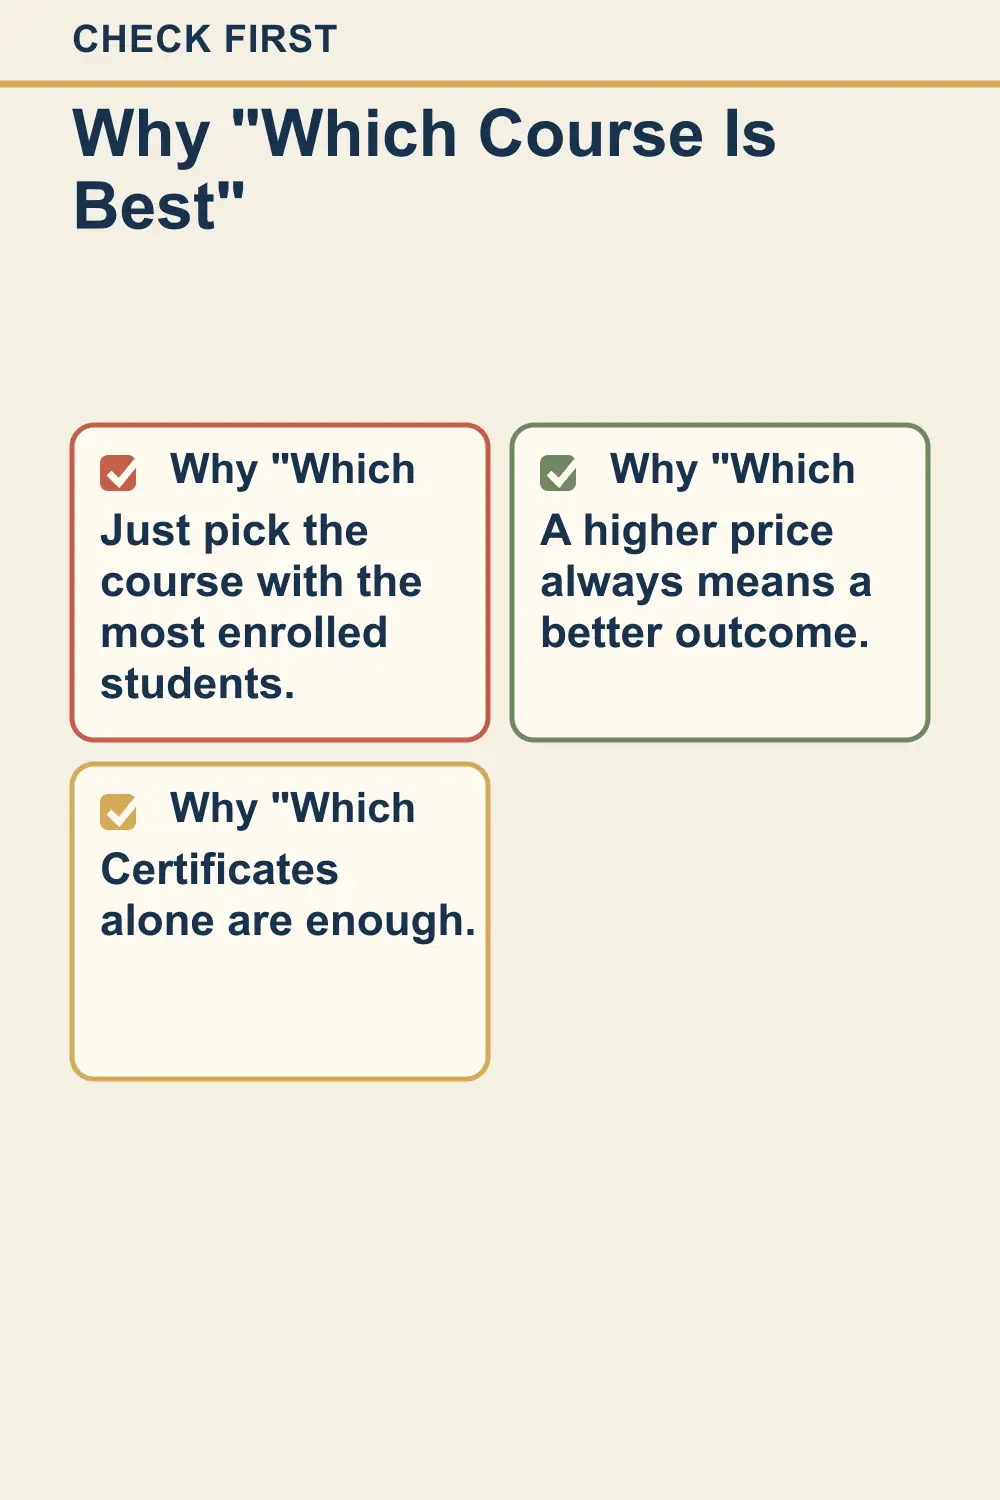 CHECK FIRST
Why "Which Course Is
Best"
Why "Which
Just pick the
course with the
most enrolled
students.
Why "Which
A higher price
always means a
better outcome.
Why "Which
Certificates
alone are enough.